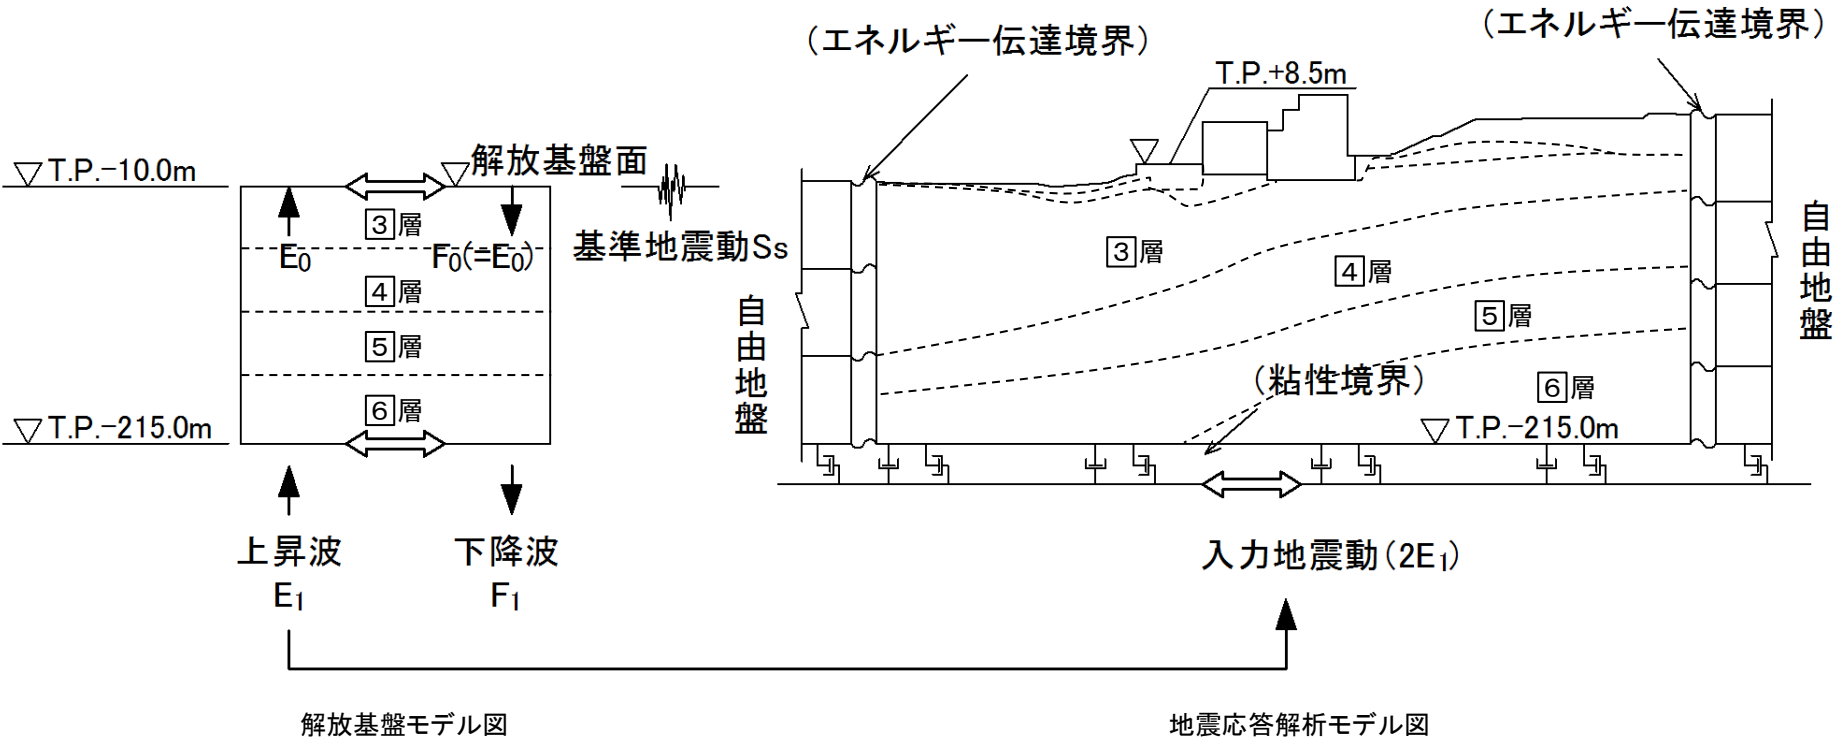 (エネルギー伝達境界)
(エネルギー伝達境界)
T.P.+8.5m
▽T.P.-10.0m
▽解放基盤面
3層
E0
F0(=E0)
基準地震動Ss
4層
5層
6層
▽T.P.-215.0m
自由地盤
3層
4層
5層
6層
自由地盤
(粘性境界)
▽T.P.-215.0m
上昇波
E1
下降波
F1
入力地震動(2E1)
解放基盤モデル図
地震応答解析モデル図